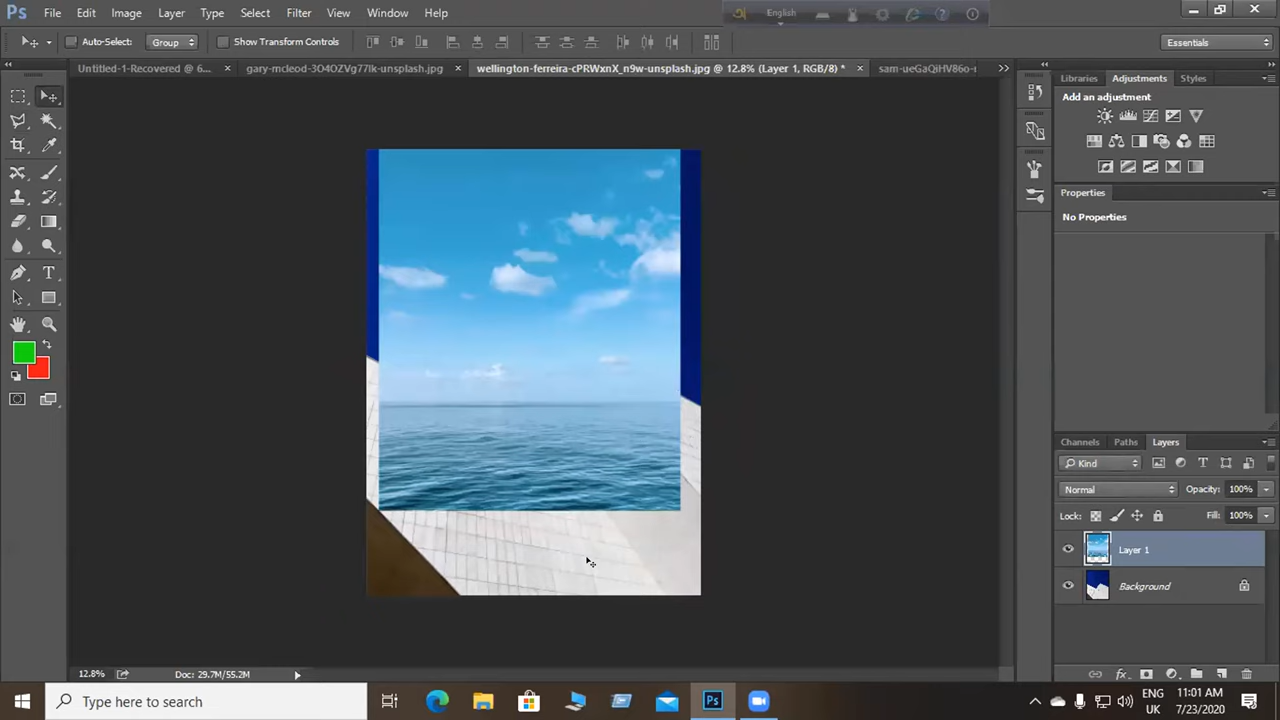 Ps File Edit Image Layer Type Select Filter View Window Help
English
Auto-Select: Group Show Transform Controls Essentials
Untitled-1-Recovered @ 6... × gary-mcleod-3O4OZVg77Ik-unsplash.jpg × wellington-ferreira-cPRWxnX_n9w-unsplash.jpg @ 12.8% (Layer 1, RGB/8) * ×
Libraries Adjustments Styles
Add an adjustment
Properties
No Properties
Channels Paths Layers
Kind
Normal Opacity: 100%
Lock: Fill: 100%
Layer 1
Background
12.8% Doc: 29.7M/55.2M
Type here to search
Ps
ENG 11:01 AM
UK 7/23/2020